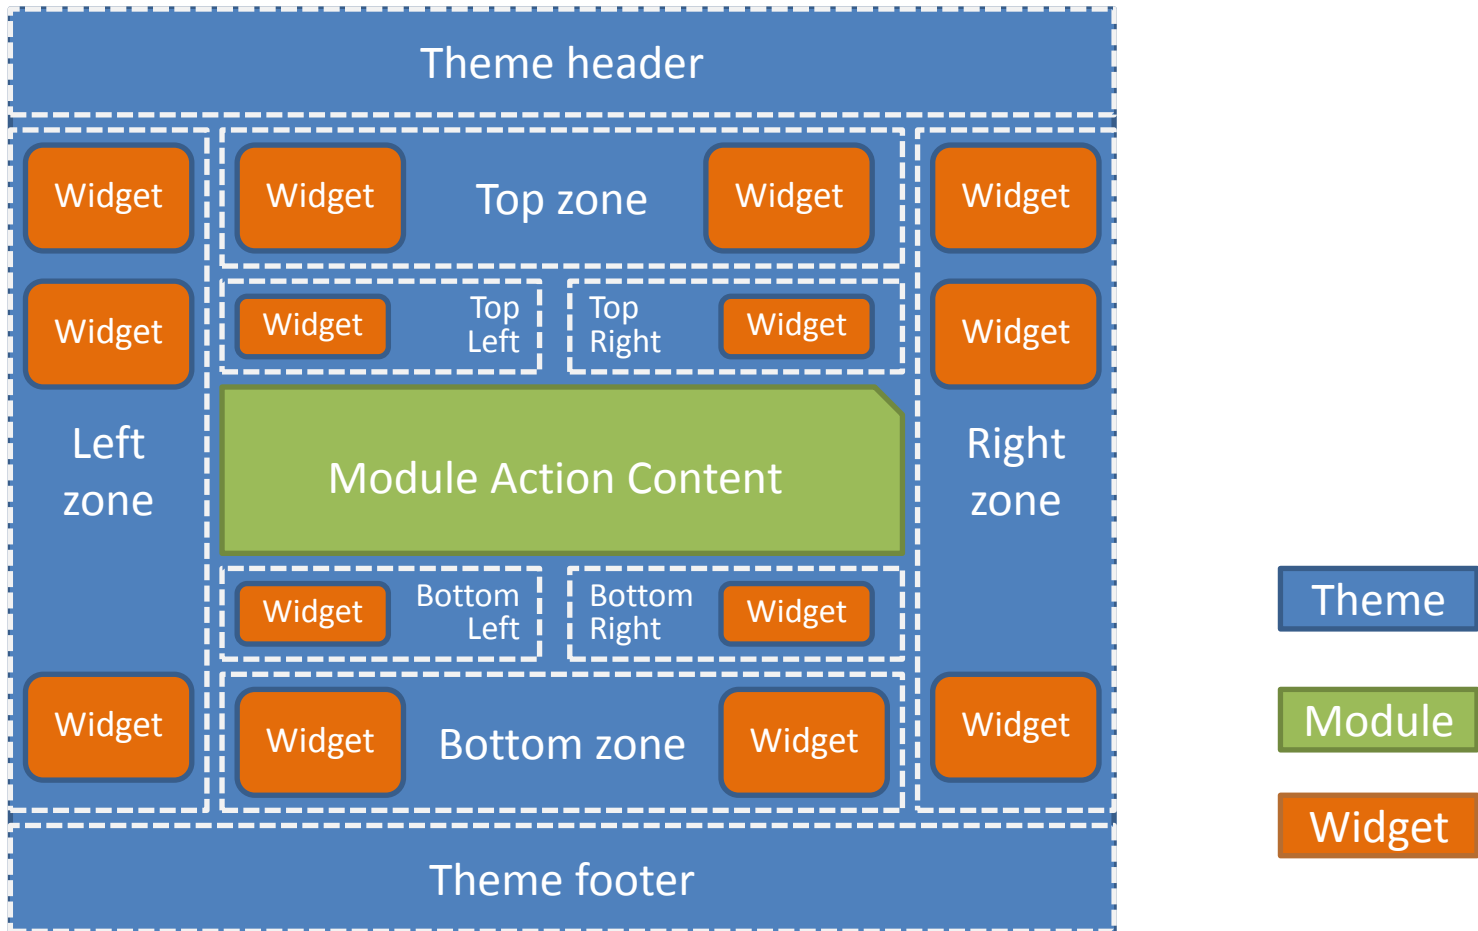 Theme header
Widget
Widget
Top zone
Widget
Widget
Widget
Widget
Top
Left
Top
Right
Widget
Widget
Left
zone
Module Action Content
Right
zone
Widget
Bottom
Left
Bottom
Right
Widget
Widget
Widget
Bottom zone
Widget
Widget
Theme footer
Theme
Module
Widget